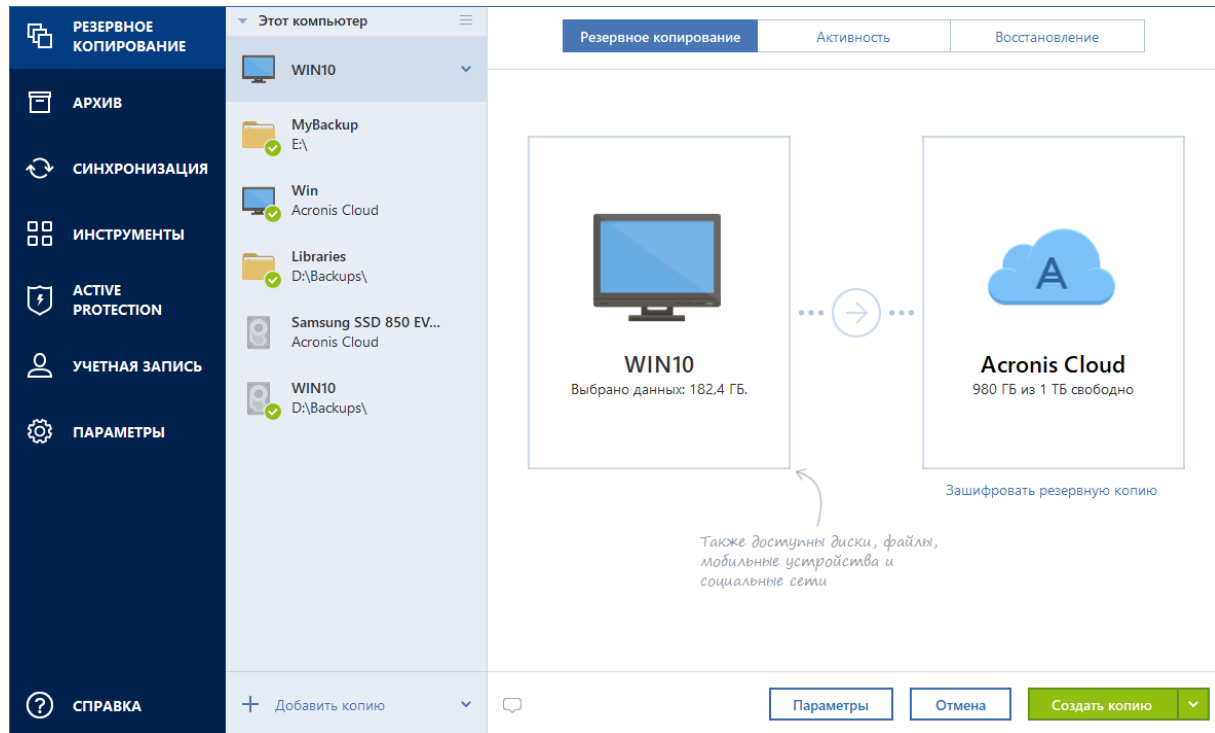 РЕЗЕРВНОЕ
КОПИРОВАНИЕ
АРХИВ
СИНХРОНИЗАЦИЯ
ИНСТРУМЕНТЫ
ACTIVE
PROTECTION
УЧЕТНАЯ ЗАПИСЬ
ПАРАМЕТРЫ
СПРАВКА
Этот компьютер
WIN10
MyBackup
E:\
Win
Acronis Cloud
Libraries
D:\Backups\
Samsung SSD 850 EV...
Acronis Cloud
WIN10
D:\Backups\
Добавить копию
Резервное копирование
Активность
Восстановление
WIN10
Выбрано данных: 182,4 ГБ.
A
Acronis Cloud
980 ГБ из 1 ТБ свободно
Зашифровать резервную копию
Также доступны диски, файлы,
мобильные устройства и
социальные сети
Параметры
Отмена
Создать копию